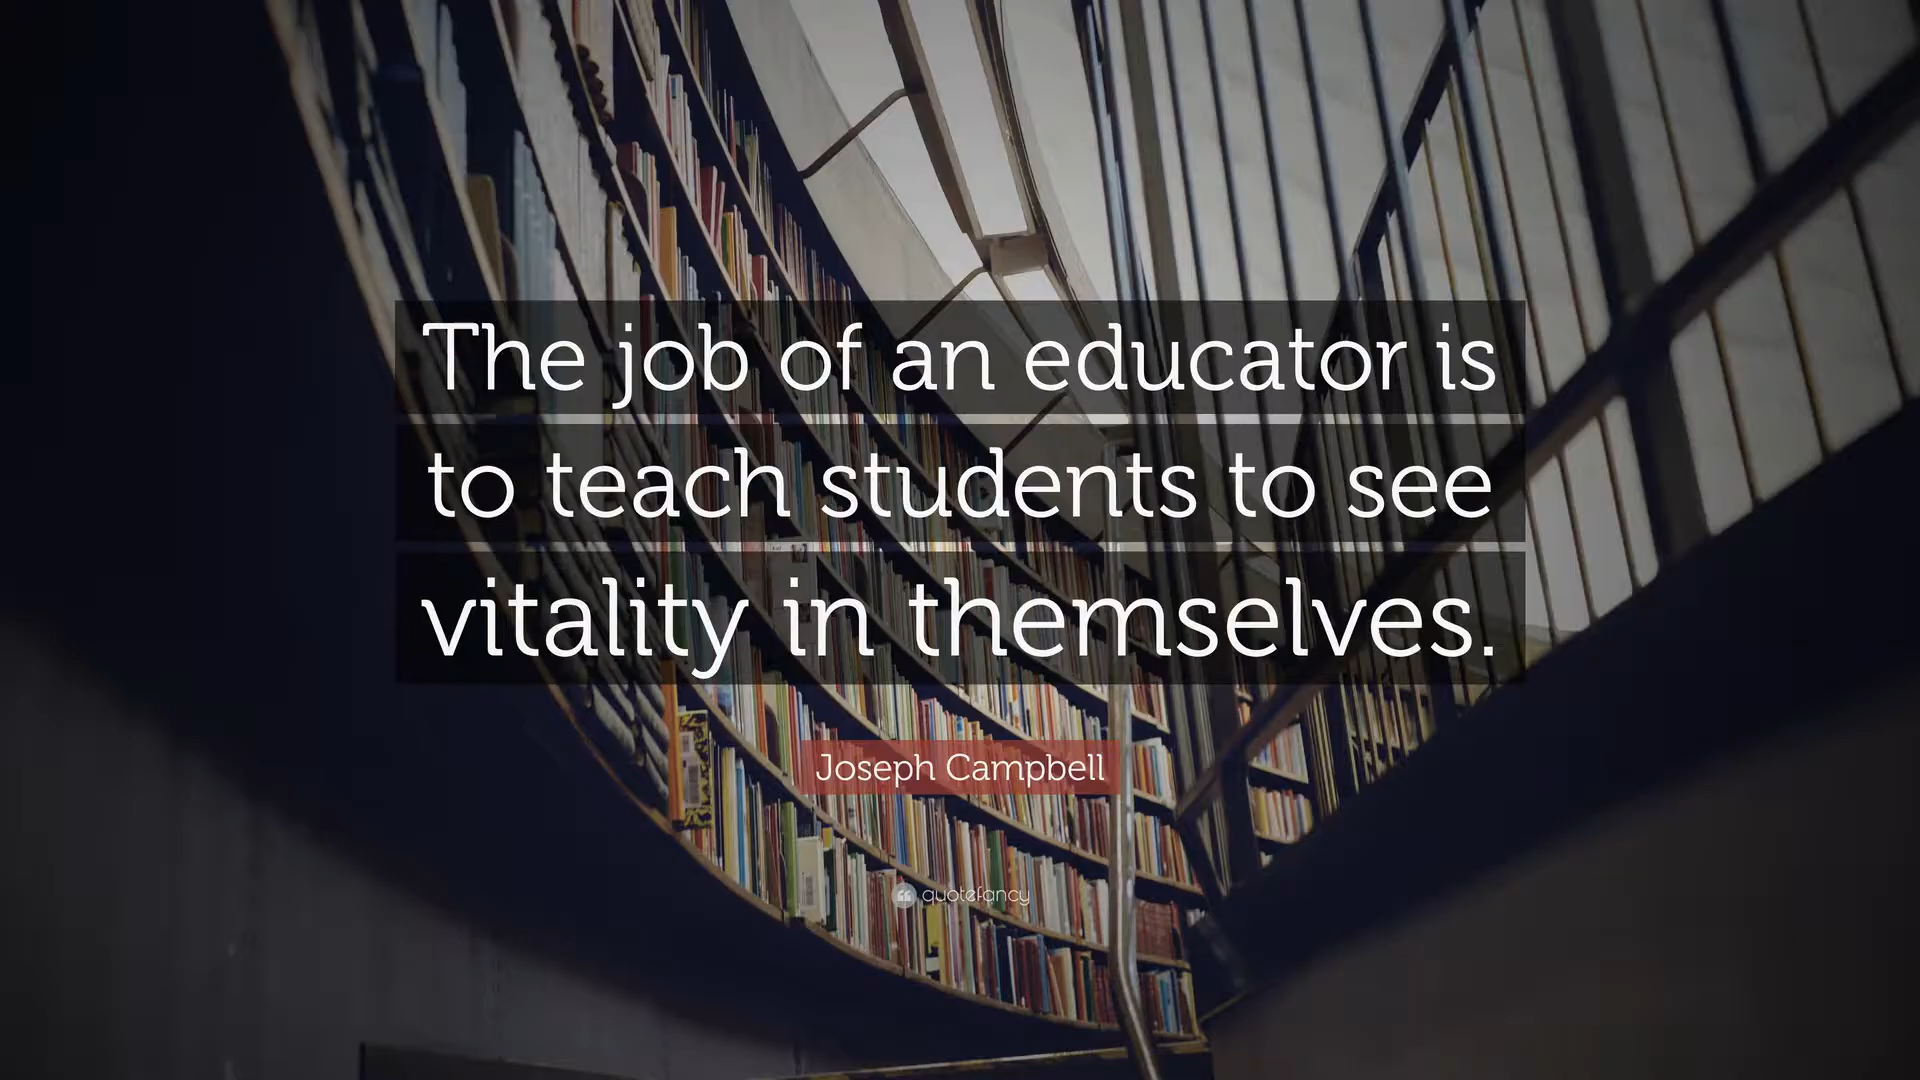 The job of an educator is
to teach students to see
vitality in themselves.
Joseph Campbell
quotefancy